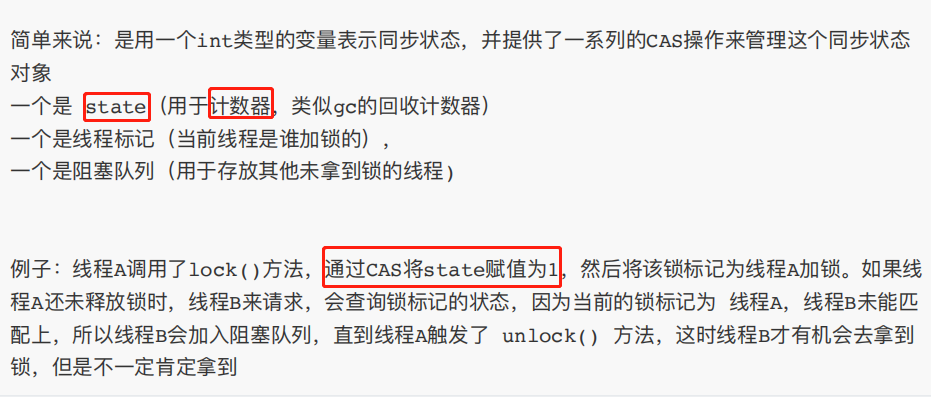 简单来说：是用一个int类型的变量表示同步状态，并提供了一系列的CAS操作来管理这个同步状态
对象
一个是 state（用于计数器，类似gc的回收计数器）
一个是线程标记（当前线程是谁加锁的），
一个是阻塞队列（用于存放其他未拿到锁的线程)
例子：线程A调用了lock()方法，通过CAS将state赋值为1，然后将该锁标记为线程A加锁。如果线
程A还未释放锁时，线程B来请求，会查询锁标记的状态，因为当前的锁标记为 线程A，线程B未能匹
配上，所以线程B会加入阻塞队列，直到线程A触发了 unlock() 方法，这时线程B才有机会去拿到
锁，但是不一定肯定拿到